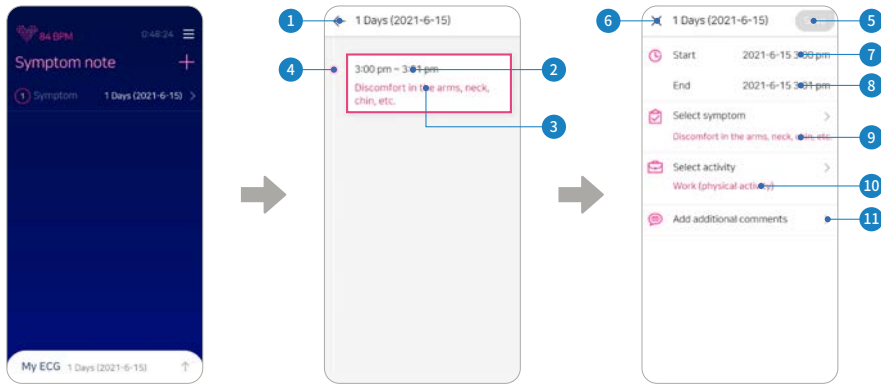 84 BPM 0:48:24
Symptom note +
1 Symptom 1 Days (2021-6-15) >
My ECG 1 Days (2021-6-15) ↑
1 1 Days (2021-6-15)
4 3:00 pm ~ 3:01 pm 2
Discomfort in the arms, neck,
chin, etc.
3
6 1 Days (2021-6-15) 5
Start 2021-6-15 3:00 pm 7
End 2021-6-15 3:01 pm 8
Select symptom >
Discomfort in the arms, neck, chin, etc. 9
Select activity >
Work (physical activity) 10
Add additional comments 11